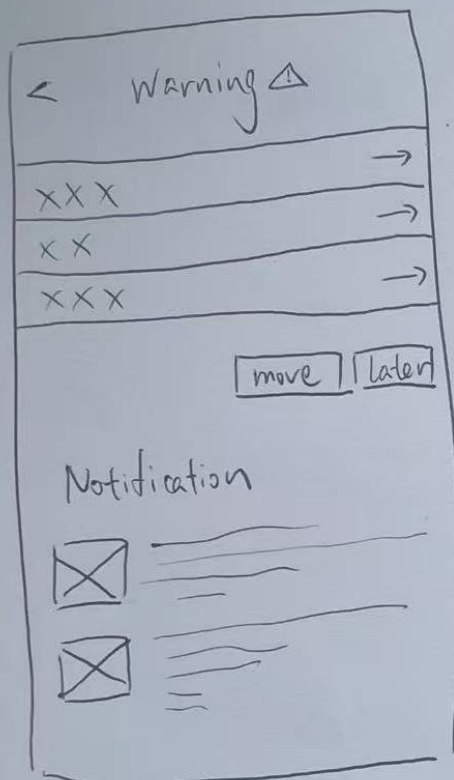 < Warning ⚠
XXX →
XX →
XXX →
move later
Notification